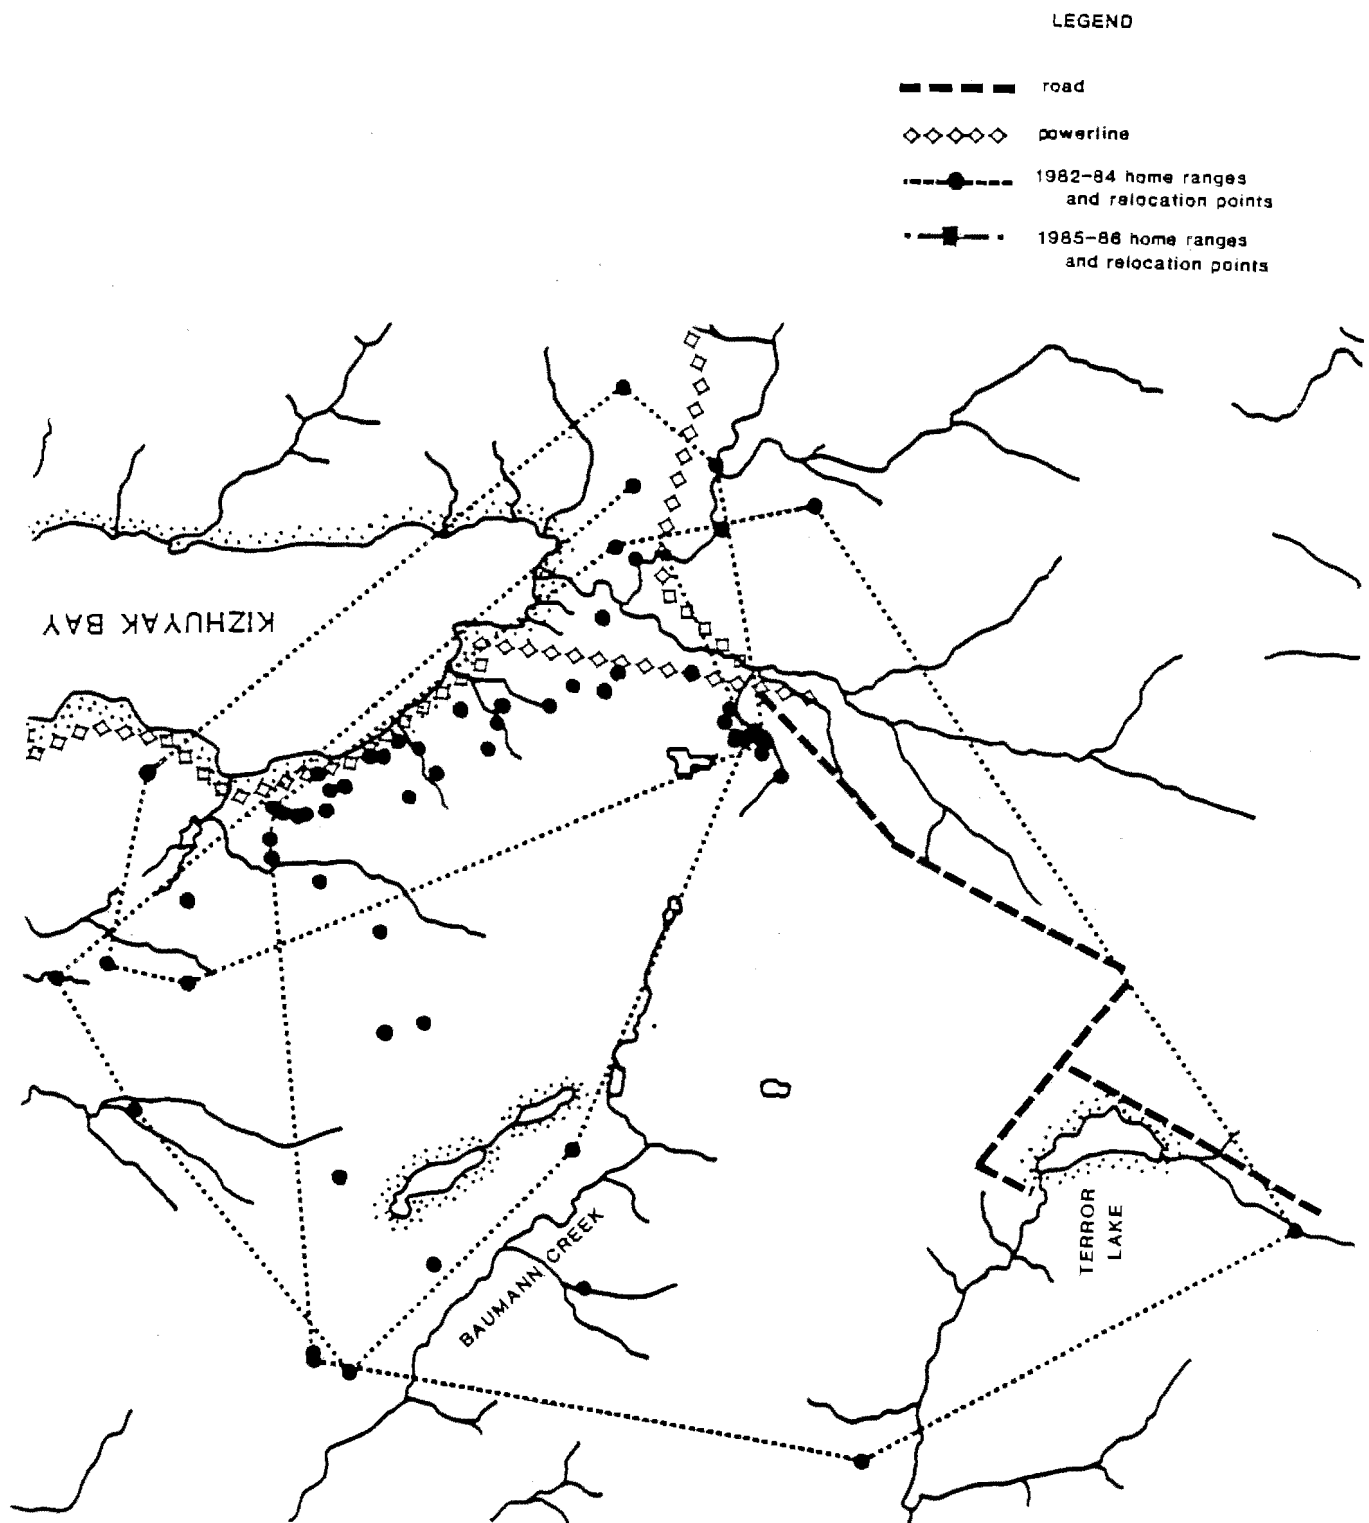 LEGEND
road
powerline
1982-84 home ranges
and relocation points
1985-86 home ranges
and relocation points
KIZHUYAK BAY
TERROR
LAKE
BAUMANN CREEK